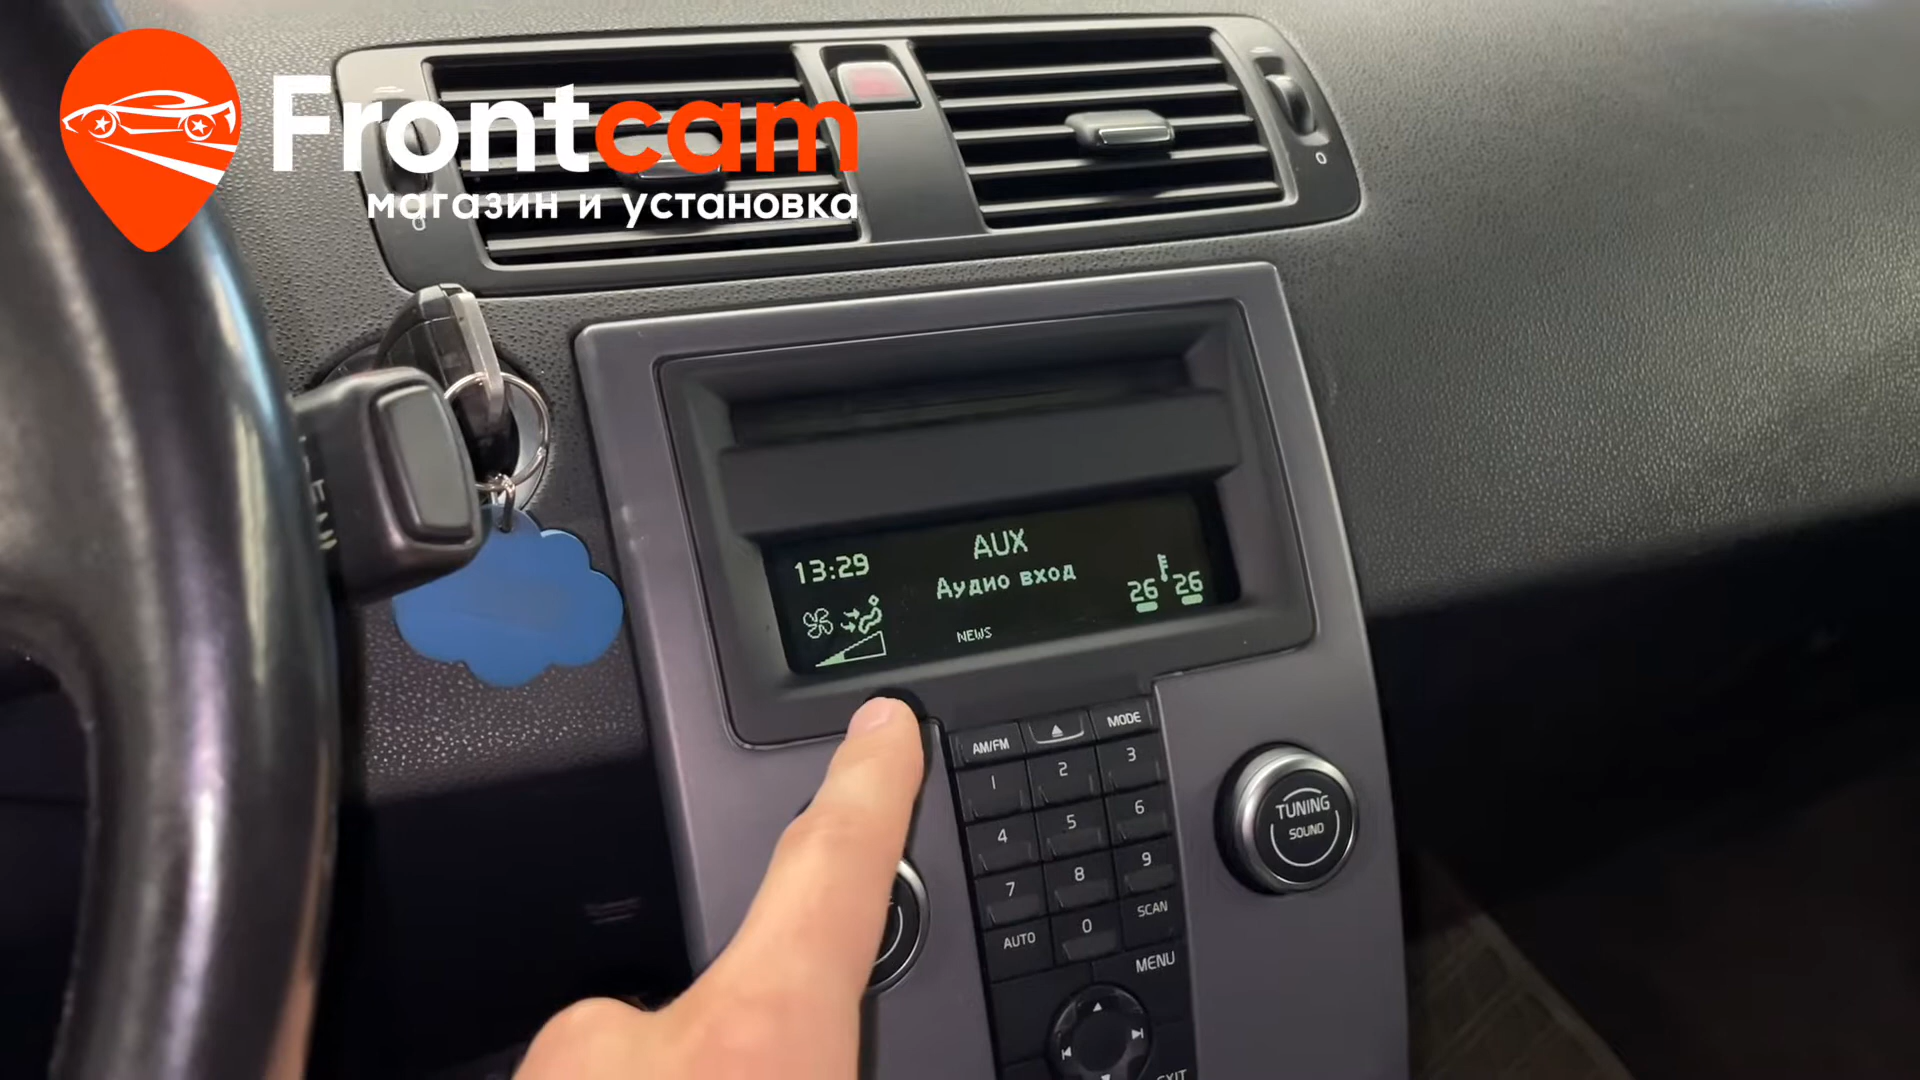 Frontcam
магазин и установка
13:29
AUX
Аудио вход
26 26
NEWS
AM/FM
MODE
1 2 3
4 5 6
7 8 9
AUTO 0 SCAN
MENU
EXIT
TUNING
SOUND